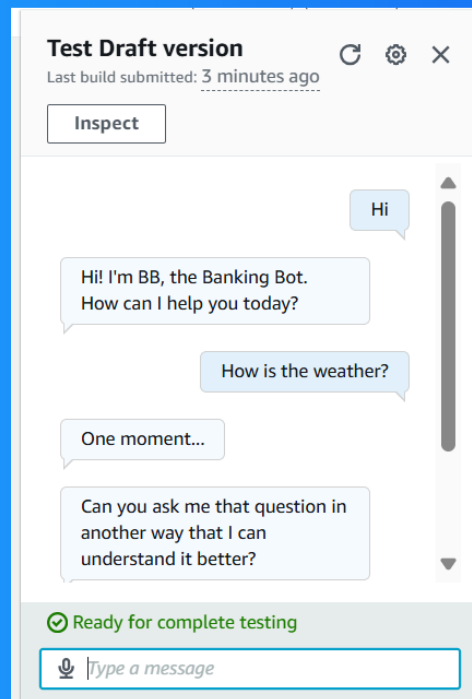 Test Draft version
Last build submitted: 3 minutes ago
Inspect
Hi
Hi! I'm BB, the Banking Bot.
How can I help you today?
How is the weather?
One moment...
Can you ask me that question in
another way that I can
understand it better?
Ready for complete testing
Type a message